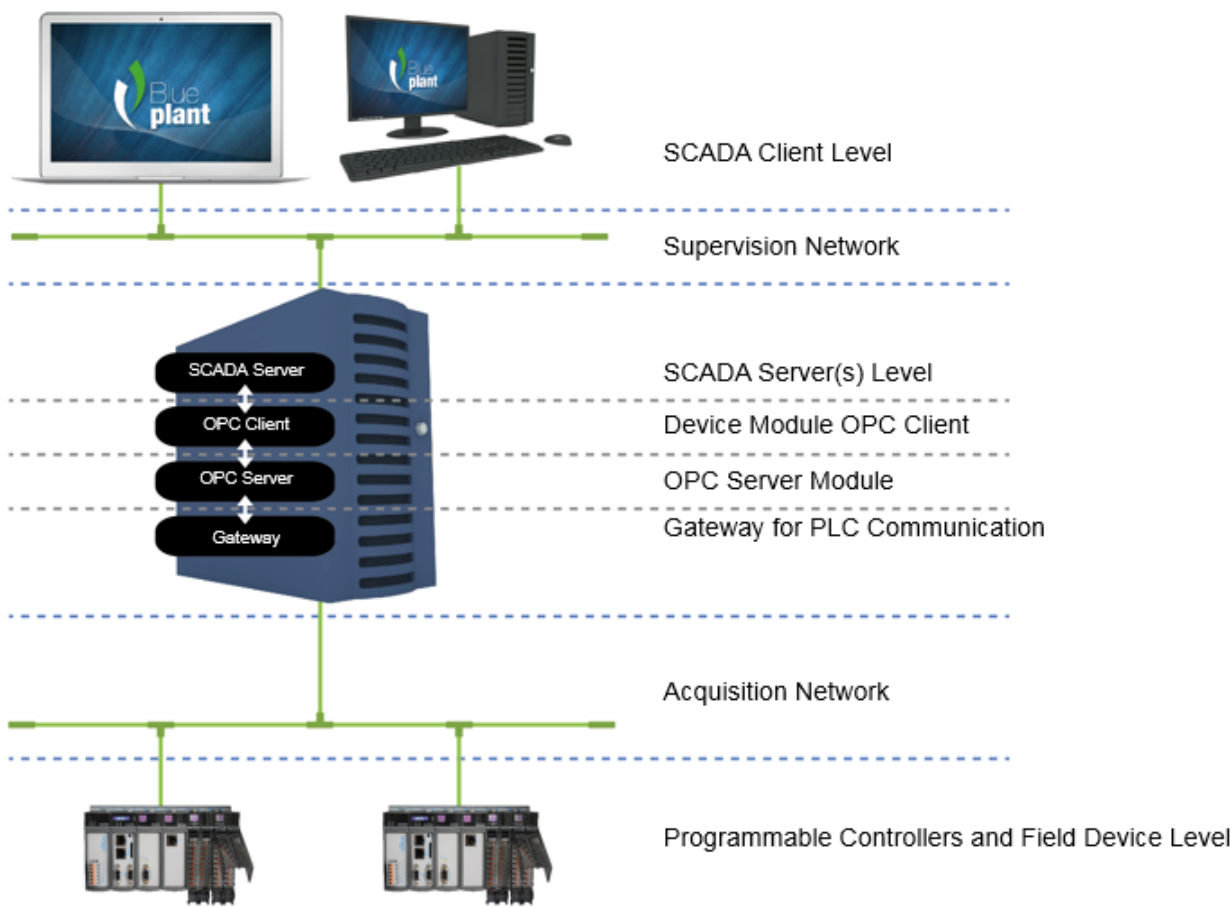 Blue
plant
Blue
plant
SCADA Client Level
Supervision Network
SCADA Server
SCADA Server(s) Level
OPC Client
Device Module OPC Client
OPC Server
OPC Server Module
Gateway
Gateway for PLC Communication
Acquisition Network
Programmable Controllers and Field Device Level